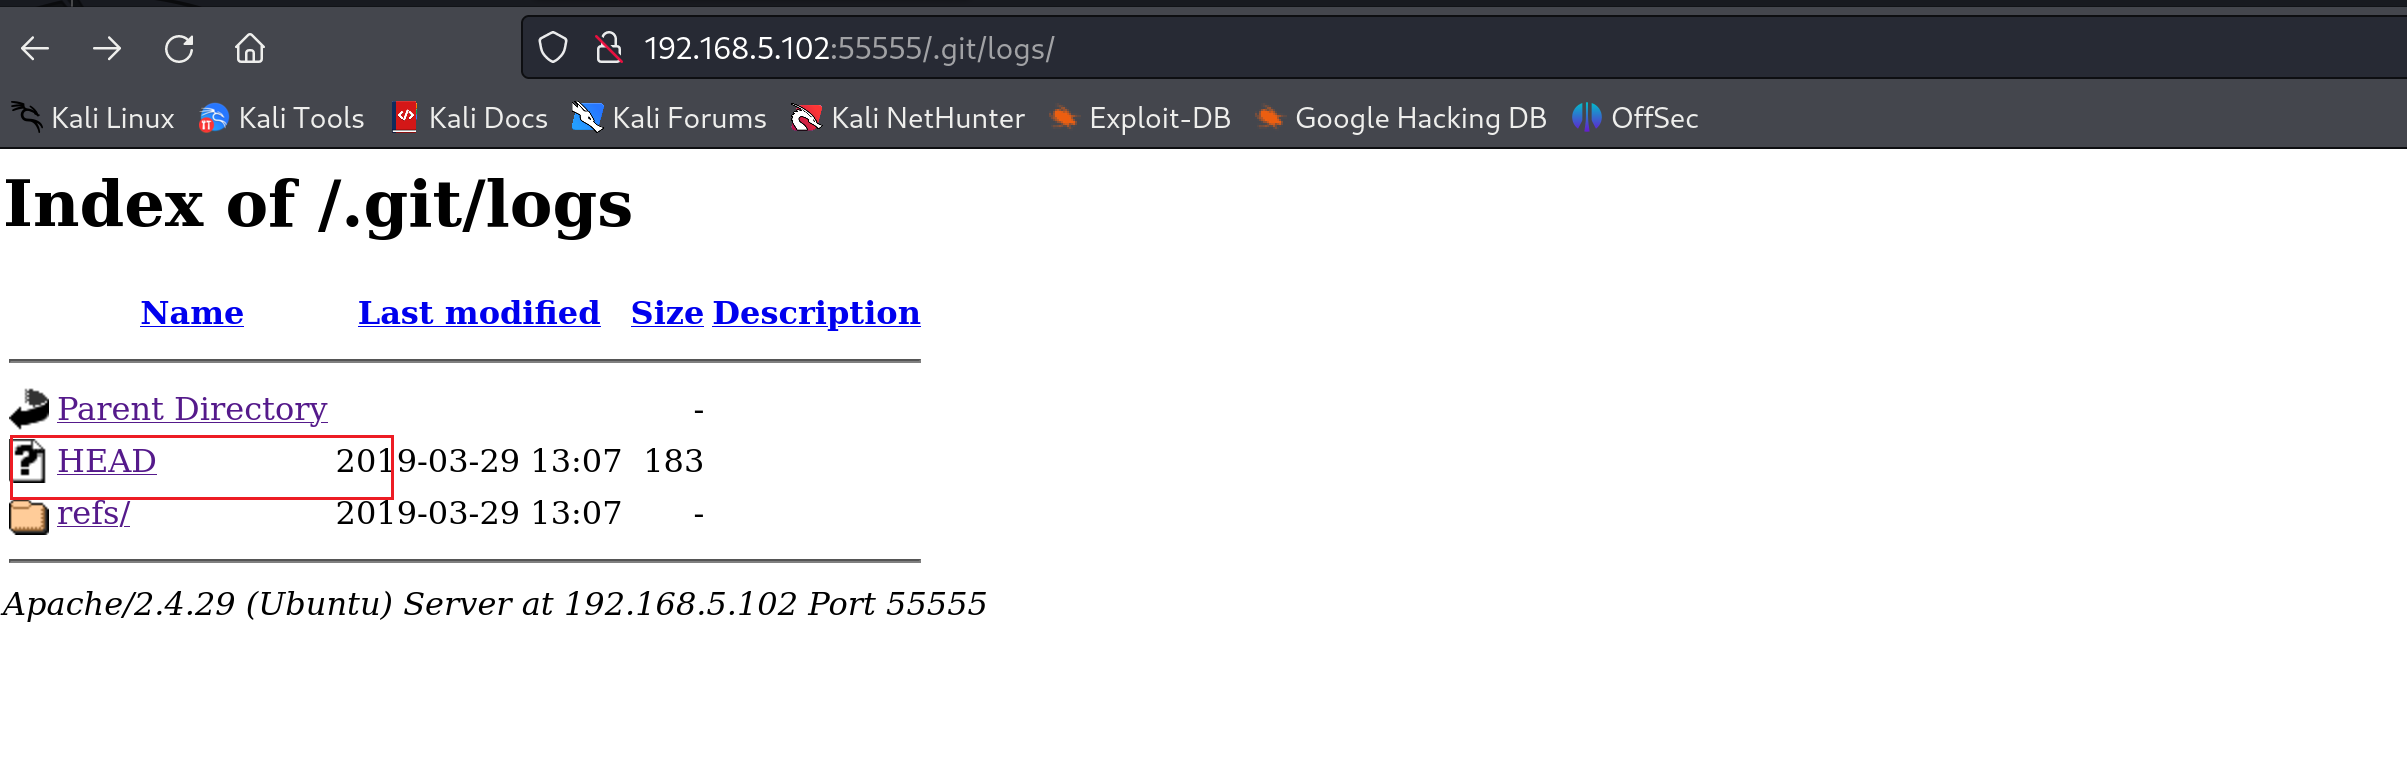 192.168.5.102:55555/.git/logs/
Kali Linux Kali Tools Kali Docs Kali Forums Kali NetHunter Exploit-DB Google Hacking DB OffSec
Index of /.git/logs
Name Last modified Size Description
Parent Directory -
HEAD 2019-03-29 13:07 183
refs/ 2019-03-29 13:07 -
Apache/2.4.29 (Ubuntu) Server at 192.168.5.102 Port 55555